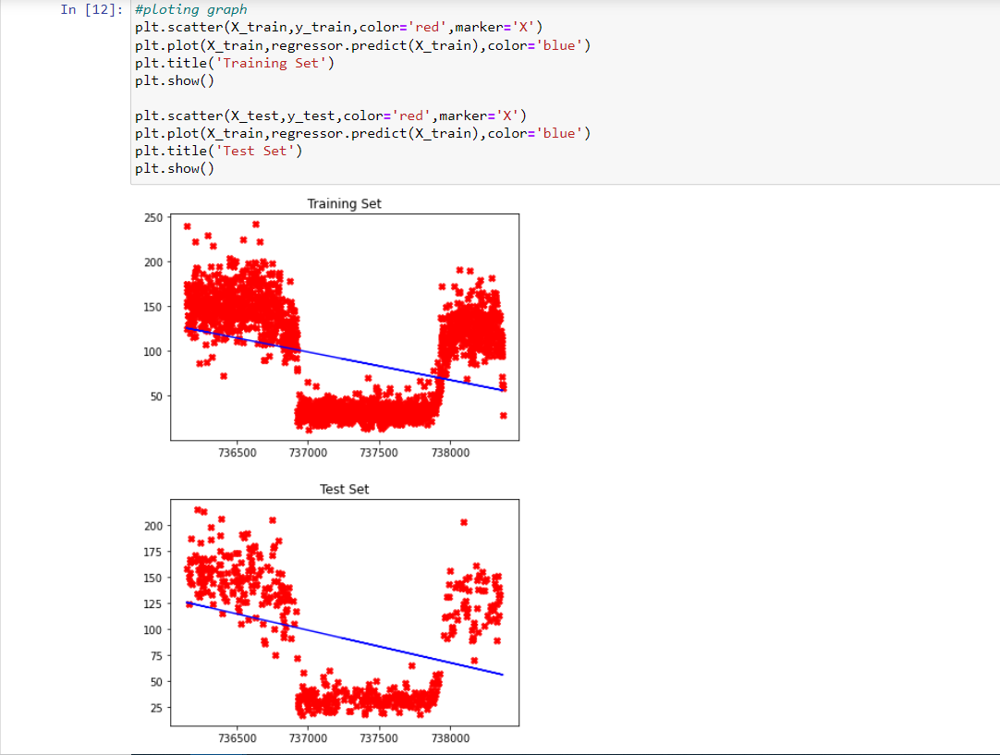 In [12]: #ploting graph
plt.scatter(X_train,y_train,color='red',marker='X')
plt.plot(X_train,regressor.predict(X_train),color='blue')
plt.title('Training Set')
plt.show()
plt.scatter(X_test,y_test,color='red',marker='X')
plt.plot(X_train,regressor.predict(X_train),color='blue')
plt.title('Test Set')
plt.show()
Training Set
250
200
150
100
50
736500 737000 737500 738000
Test Set
200
175
150
125
100
75
50
25
736500 737000 737500 738000